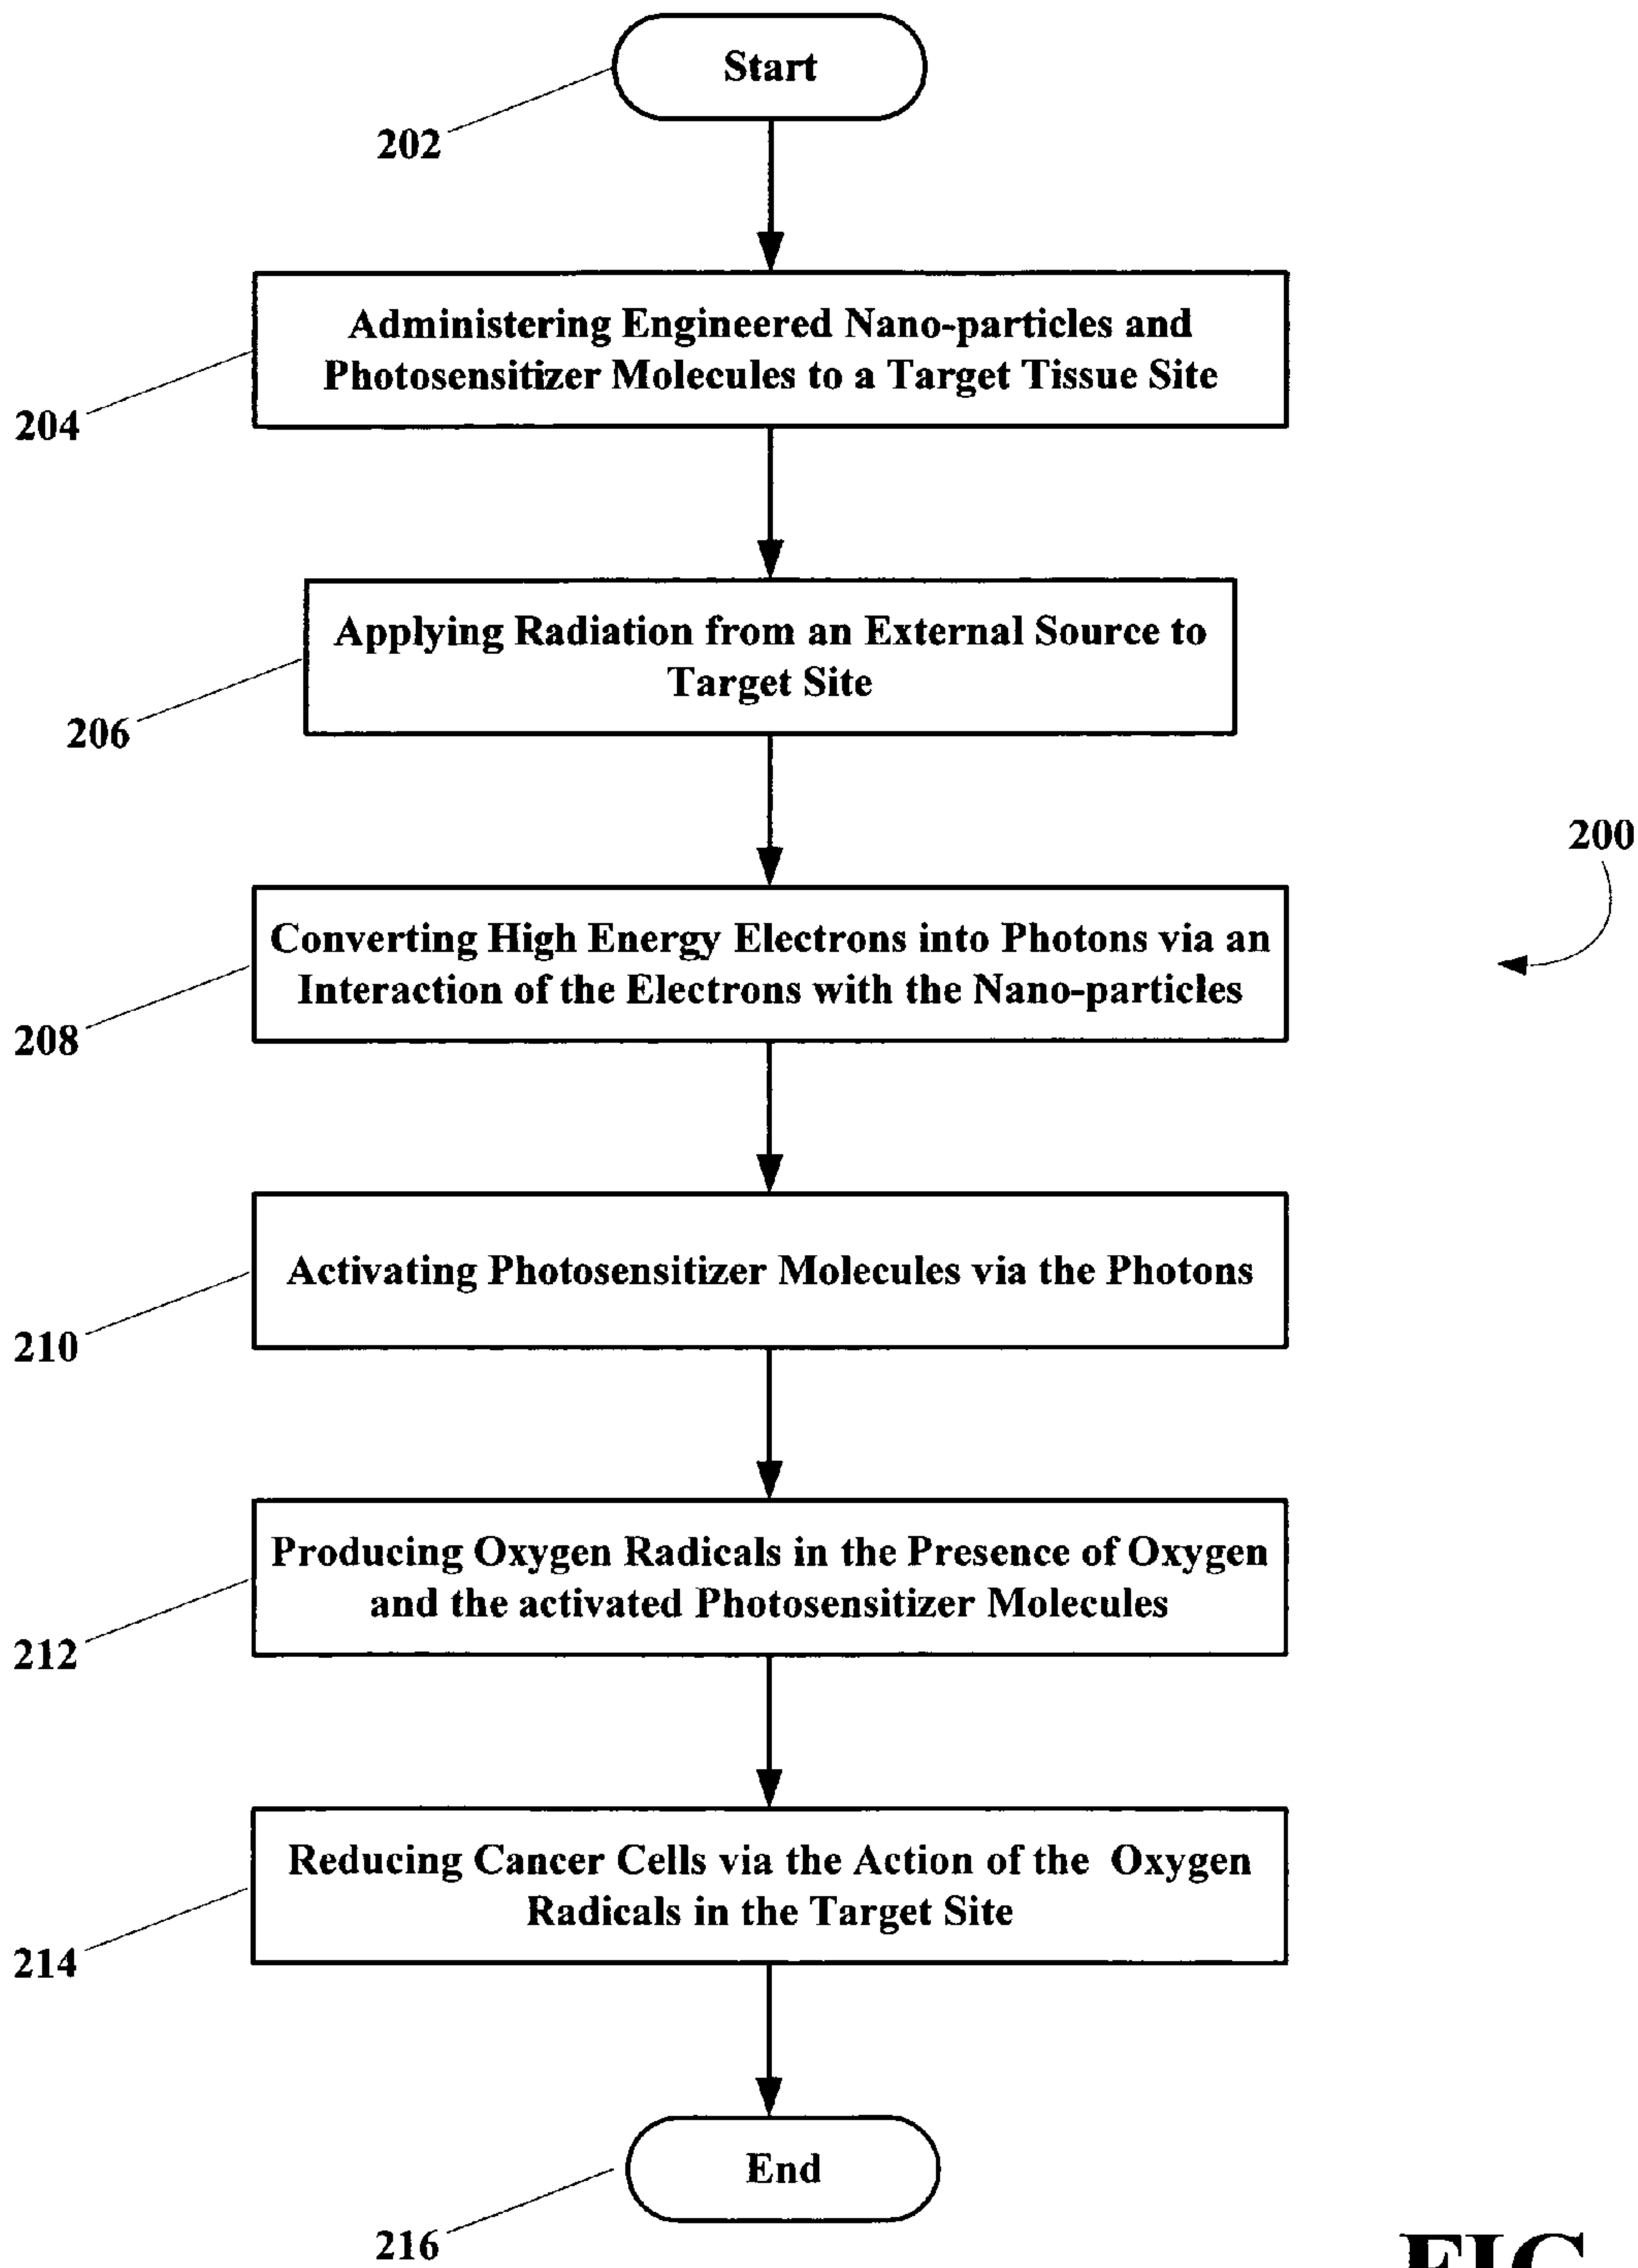 Start
202
Administering Engineered Nano-particles and
Photosensitizer Molecules to a Target Tissue Site
204
Applying Radiation from an External Source to
Target Site
206
200
Converting High Energy Electrons into Photons via an
Interaction of the Electrons with the Nano-particles
208
Activating Photosensitizer Molecules via the Photons
210
Producing Oxygen Radicals in the Presence of Oxygen
and the activated Photosensitizer Molecules
212
Reducing Cancer Cells via the Action of the Oxygen
Radicals in the Target Site
214
End
216
FIG